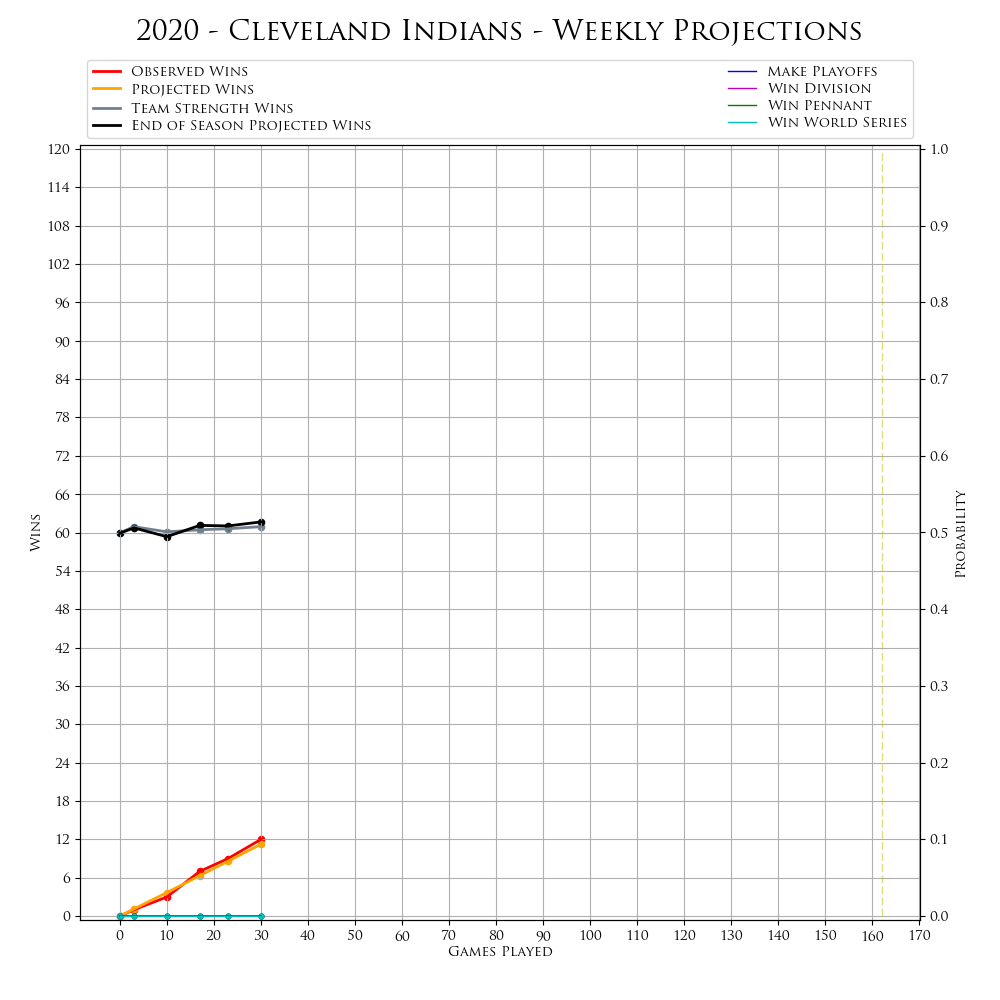 2020 - Cleveland Indians - Weekly Projections
Observed Wins
Projected Wins
Team Strength Wins
End of Season Projected Wins
Make Playoffs
Win Division
Win Pennant
Win World Series
120
114
108
102
96
90
84
78
72
66
60
54
48
42
36
30
24
18
12
6
0
Wins
1.0
0.9
0.8
0.7
0.6
0.5
0.4
0.3
0.2
0.1
0.0
Probability
0 10 20 30 40 50 60 70 80 90 100 110 120 130 140 150 160 170
Games Played